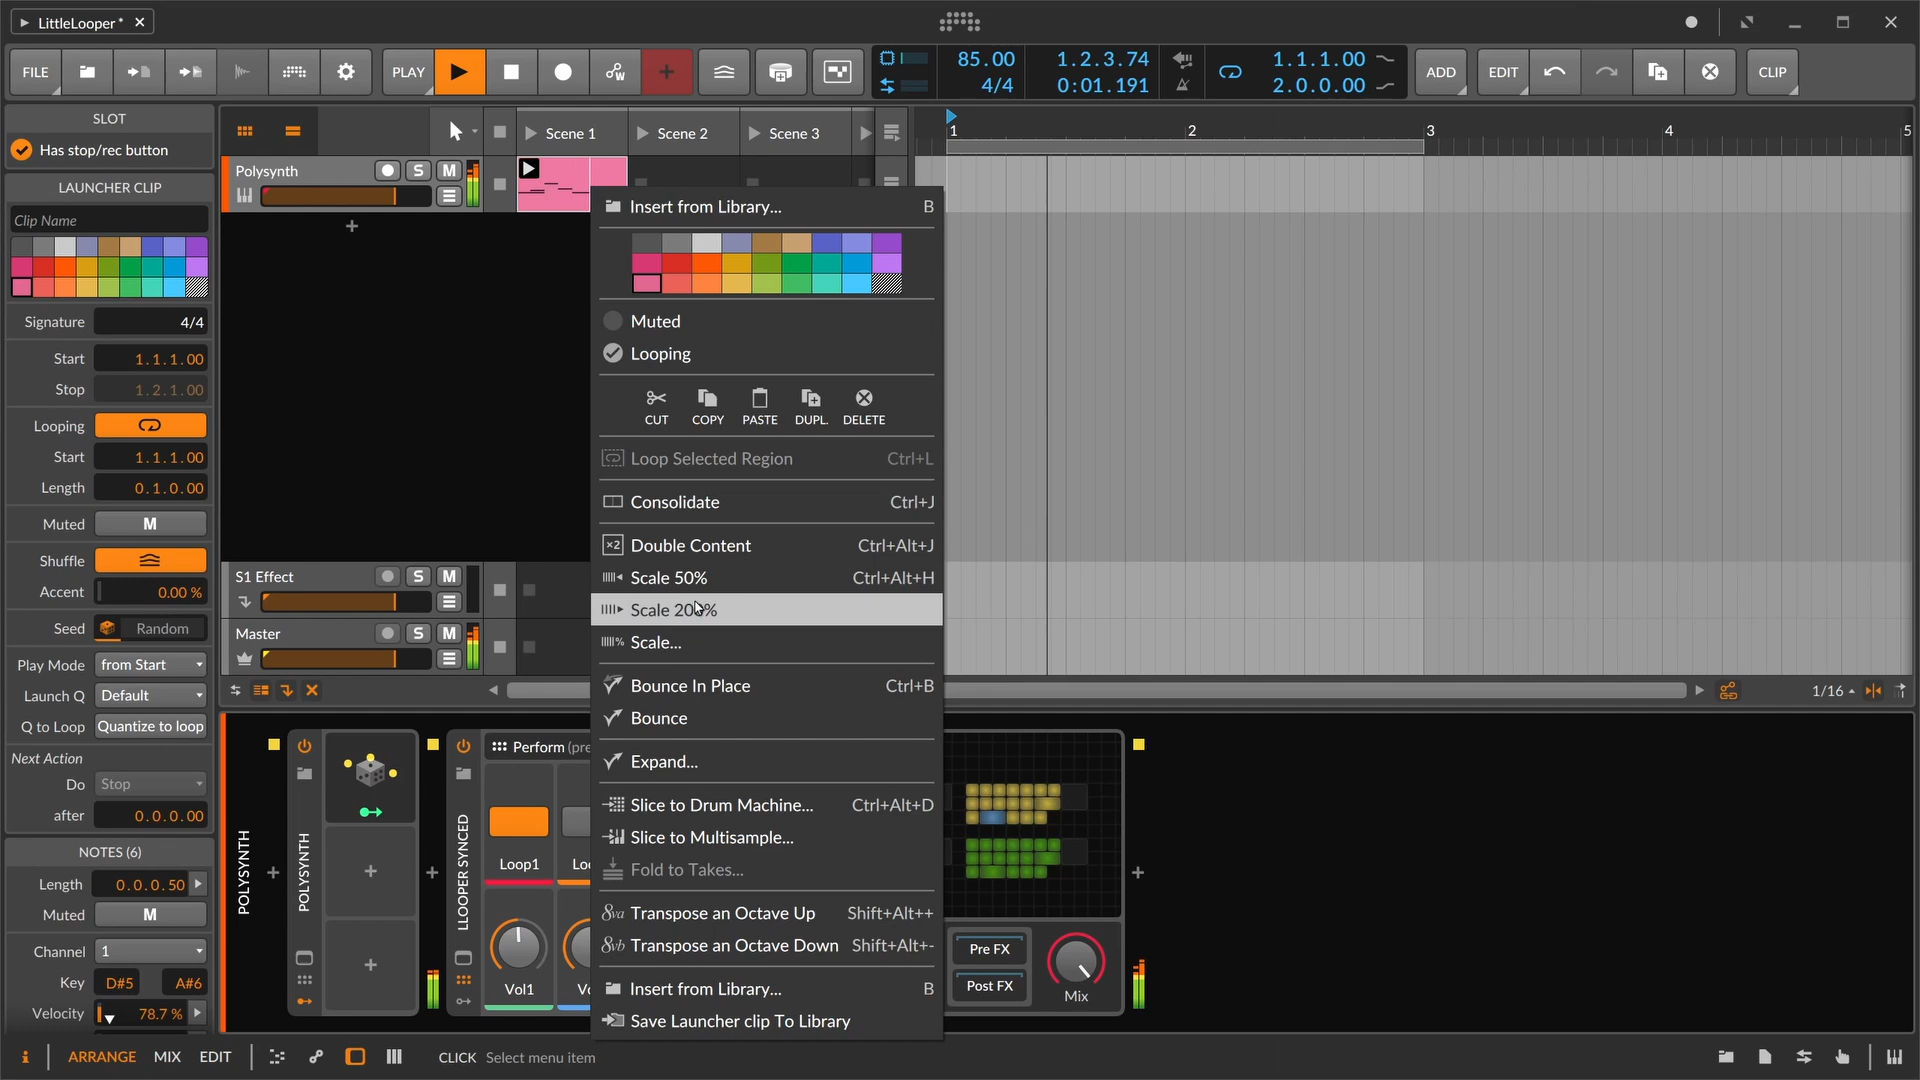 LittleLooper *
FILE
PLAY
85.00
4/4
1.2.3.74
0:01.191
1.1.1.00
2.0.0.00
ADD
EDIT
CLIP
SLOT
Has stop/rec button
LAUNCHER CLIP
Clip Name
Signature 4/4
Start 1.1.1.00
Stop 1.2.1.00
Looping
Start 1.1.1.00
Length 0.1.0.00
Muted M
Shuffle
Accent 0.00 %
Seed Random
Play Mode from Start
Launch Q Default
Q to Loop Quantize to loop
Next Action
Do Stop
after 0.0.0.00
NOTES (6)
Length 0.0.0.50
Muted M
Channel 1
Key D#5 A#6
Velocity 78.7 %
Scene 1
Scene 2
Scene 3
1 2 3 4 5
Polysynth S M
S1 Effect S M
Master S M
Insert from Library... B
Muted
Looping
CUT COPY PASTE DUPL. DELETE
Loop Selected Region Ctrl+L
Consolidate Ctrl+J
×2 Double Content Ctrl+Alt+J
Scale 50% Ctrl+Alt+H
Scale 200%
% Scale...
Bounce In Place Ctrl+B
Bounce
Expand...
Slice to Drum Machine... Ctrl+Alt+D
Slice to Multisample...
Fold to Takes...
8va Transpose an Octave Up Shift+Alt++
8vb Transpose an Octave Down Shift+Alt+-
Insert from Library... B
Save Launcher clip To Library
1/16
POLYSYNTH
POLYSYNTH
LLOOPER SYNCED
Perform (pre
Loop1
Vol1
Pre FX
Post FX
Mix
i
ARRANGE MIX EDIT
CLICK Select menu item